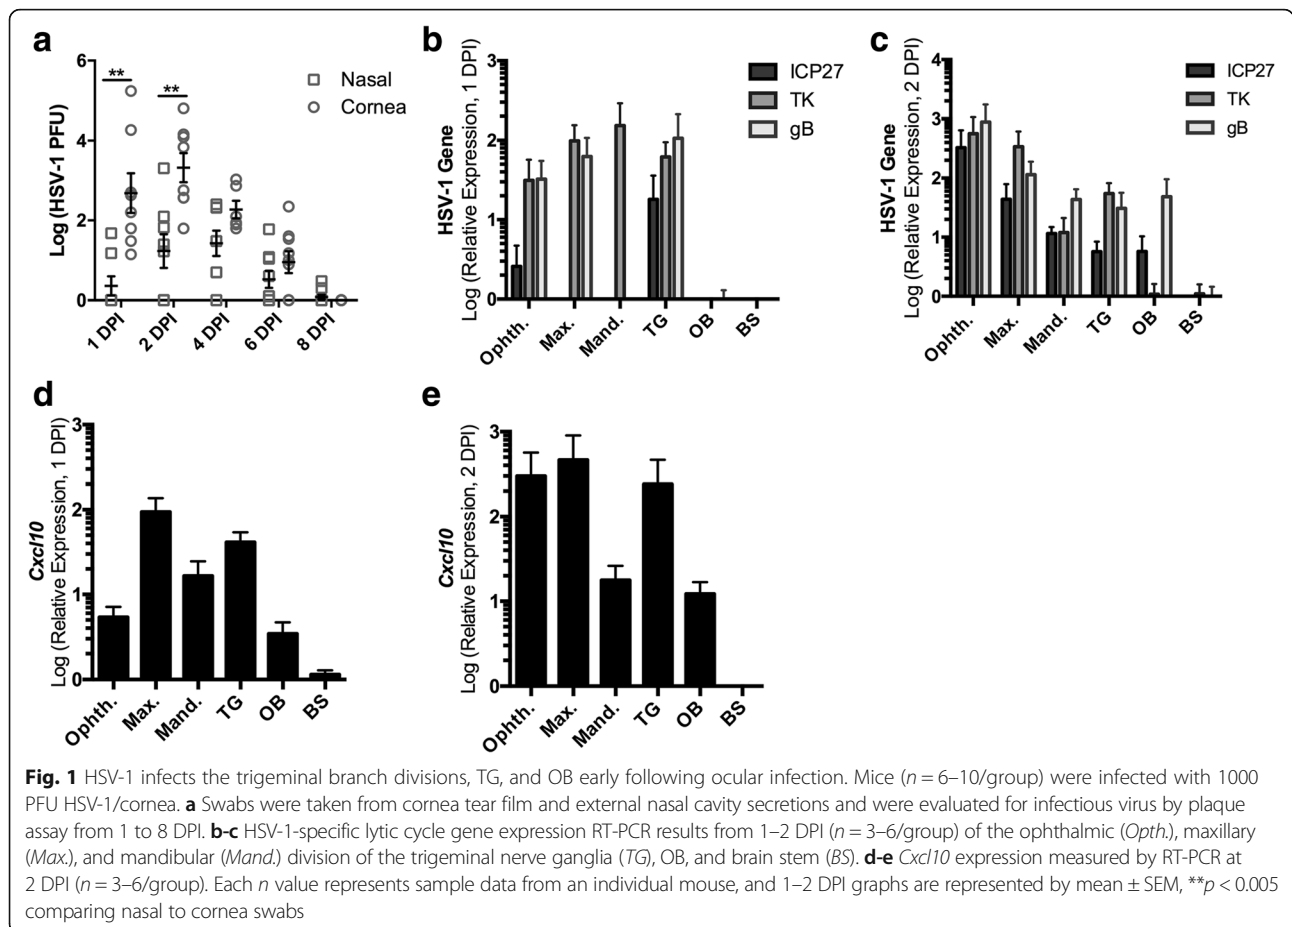 a
Log (HSV-1 PFU)
6
4
2
0
**
**
Nasal
Cornea
1 DPI
2 DPI
4 DPI
6 DPI
8 DPI
b
HSV-1 Gene
Log (Relative Expression, 1 DPI)
3
2
1
0
ICP27
TK
gB
Ophth.
Max.
Mand.
TG
OB
BS
c
HSV-1 Gene
Log (Relative Expression, 2 DPI)
4
3
2
1
0
ICP27
TK
gB
Ophth.
Max.
Mand.
TG
OB
BS
d
Cxcl10
Log (Relative Expression, 1 DPI)
3
2
1
0
Ophth.
Max.
Mand.
TG
OB
BS
e
Cxcl10
Log (Relative Expression, 2 DPI)
3
2
1
0
Ophth.
Max.
Mand.
TG
OB
BS
Fig. 1 HSV-1 infects the trigeminal branch divisions, TG, and OB early following ocular infection. Mice (n = 6–10/group) were infected with 1000
PFU HSV-1/cornea. a Swabs were taken from cornea tear film and external nasal cavity secretions and were evaluated for infectious virus by plaque
assay from 1 to 8 DPI. b-c HSV-1-specific lytic cycle gene expression RT-PCR results from 1–2 DPI (n = 3–6/group) of the ophthalmic (Opth.), maxillary
(Max.), and mandibular (Mand.) division of the trigeminal nerve ganglia (TG), OB, and brain stem (BS). d-e Cxcl10 expression measured by RT-PCR at
2 DPI (n = 3–6/group). Each n value represents sample data from an individual mouse, and 1–2 DPI graphs are represented by mean ± SEM, **p < 0.005
comparing nasal to cornea swabs